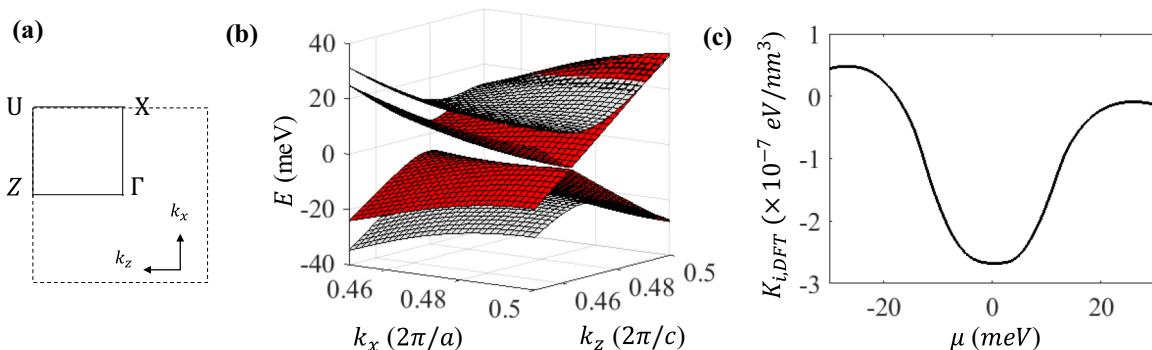 (a)
U X
Z Γ
k_x
k_z
(b)
40
20
0
-20
-40
E (meV)
0.46
0.48
0.5
k_x (2π/a)
0.46
0.48
0.5
k_z (2π/c)
(c)
1
0
-1
-2
-3
K_{i,DFT} (× 10^{-7} eV/nm^3)
-20 0 20
μ (meV)